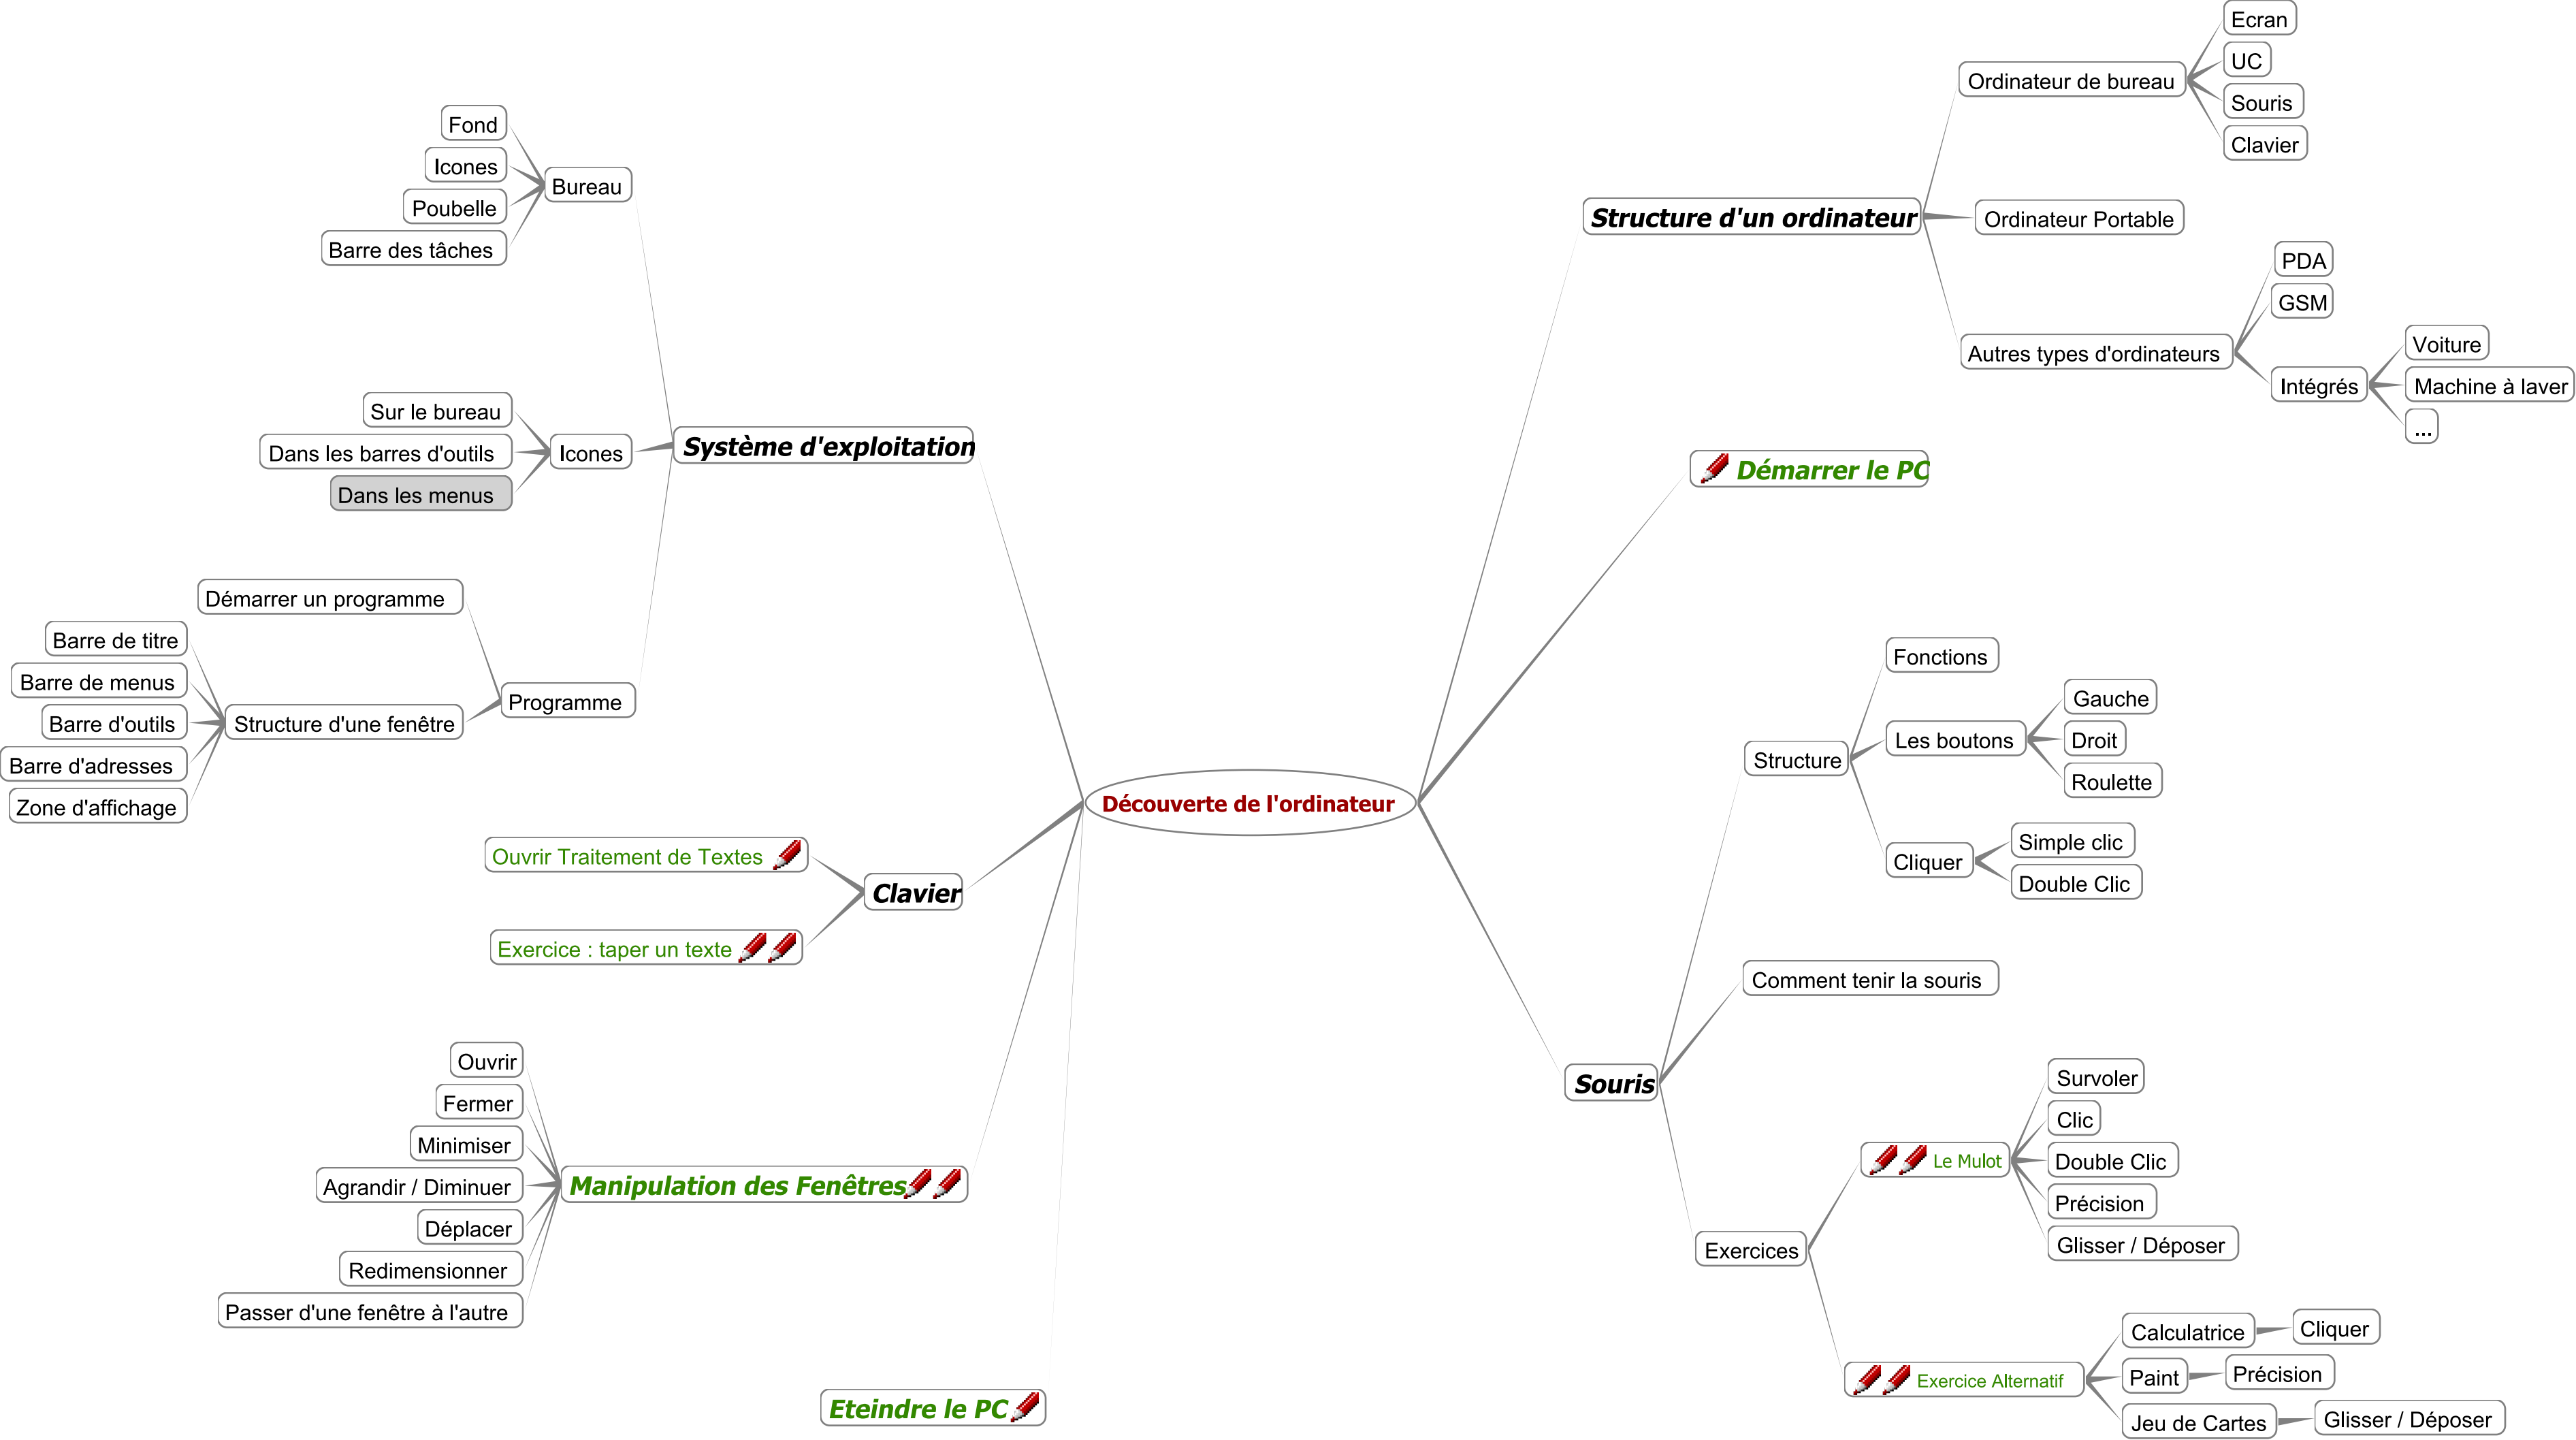 Découverte de l'ordinateur
Structure d'un ordinateur
Ordinateur de bureau
Ecran
UC
Souris
Clavier
Ordinateur Portable
Autres types d'ordinateurs
PDA
GSM
Intégrés
Voiture
Machine à laver
...
Démarrer le PC
Souris
Structure
Fonctions
Les boutons
Gauche
Droit
Roulette
Cliquer
Simple clic
Double Clic
Comment tenir la souris
Exercices
Le Mulot
Survoler
Clic
Double Clic
Précision
Glisser / Déposer
Exercice Alternatif
Calculatrice
Cliquer
Paint
Précision
Jeu de Cartes
Glisser / Déposer
Système d'exploitation
Bureau
Fond
Icones
Poubelle
Barre des tâches
Icones
Sur le bureau
Dans les barres d'outils
Dans les menus
Programme
Démarrer un programme
Structure d'une fenêtre
Barre de titre
Barre de menus
Barre d'outils
Barre d'adresses
Zone d'affichage
Clavier
Ouvrir Traitement de Textes
Exercice : taper un texte
Manipulation des Fenêtres
Ouvrir
Fermer
Minimiser
Agrandir / Diminuer
Déplacer
Redimensionner
Passer d'une fenêtre à l'autre
Eteindre le PC